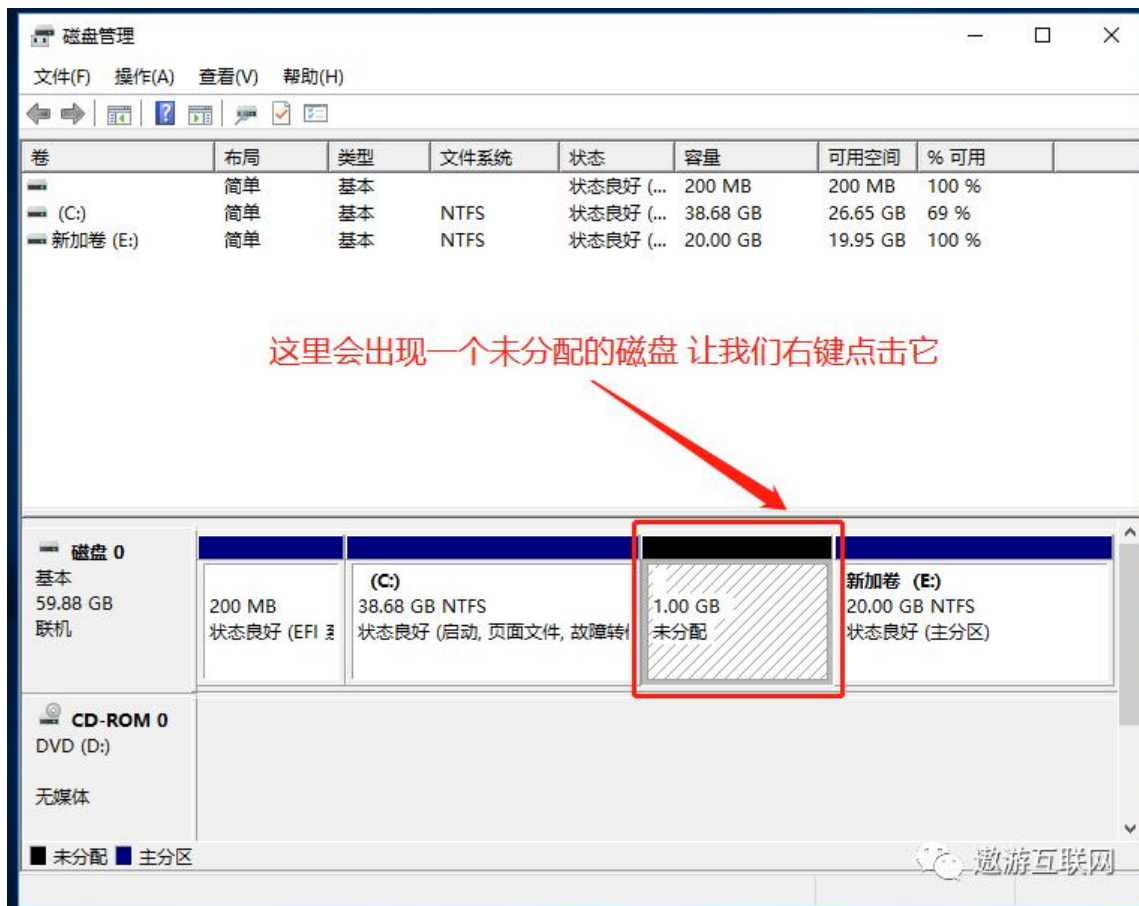 磁盘管理
文件(F) 操作(A) 查看(V) 帮助(H)
卷 布局 类型 文件系统 状态 容量 可用空间 % 可用
简单 基本 状态良好 (... 200 MB 200 MB 100 %
(C:) 简单 基本 NTFS 状态良好 (... 38.68 GB 26.65 GB 69 %
新加卷 (E:) 简单 基本 NTFS 状态良好 (... 20.00 GB 19.95 GB 100 %
这里会出现一个未分配的磁盘 让我们右键点击它
磁盘 0
基本
59.88 GB
联机
200 MB
状态良好 (EFI
(C:)
38.68 GB NTFS
状态良好 (启动, 页面文件, 故障转
1.00 GB
未分配
新加卷 (E:)
20.00 GB NTFS
状态良好 (主分区)
CD-ROM 0
DVD (D:)
无媒体
未分配 主分区
遨游互联网